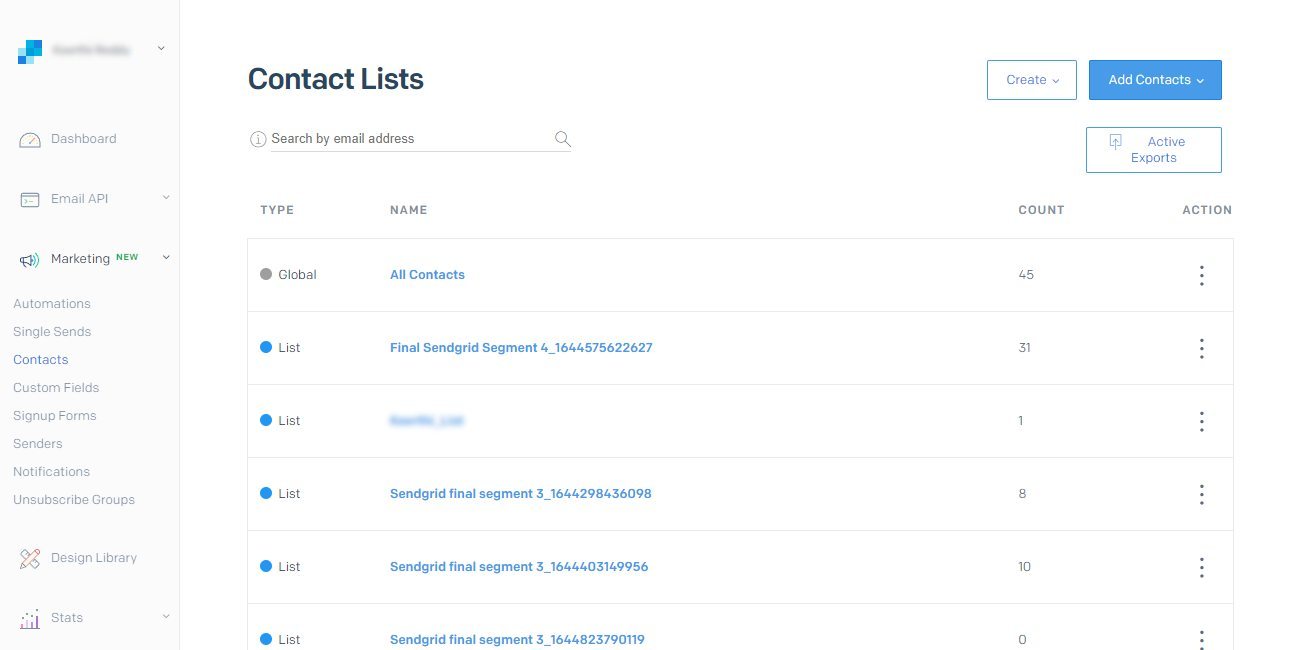 Contact Lists
Create
Add Contacts
Search by email address
Active
Exports
Dashboard
Email API
Marketing NEW
Automations
Single Sends
Contacts
Custom Fields
Signup Forms
Senders
Notifications
Unsubscribe Groups
Design Library
Stats
TYPE NAME COUNT ACTION
Global All Contacts 45
List Final Sendgrid Segment 4_1644575622627 31
List 1
List Sendgrid final segment 3_1644298436098 8
List Sendgrid final segment 3_1644403149956 10
List Sendgrid final segment 3_1644823790119 0